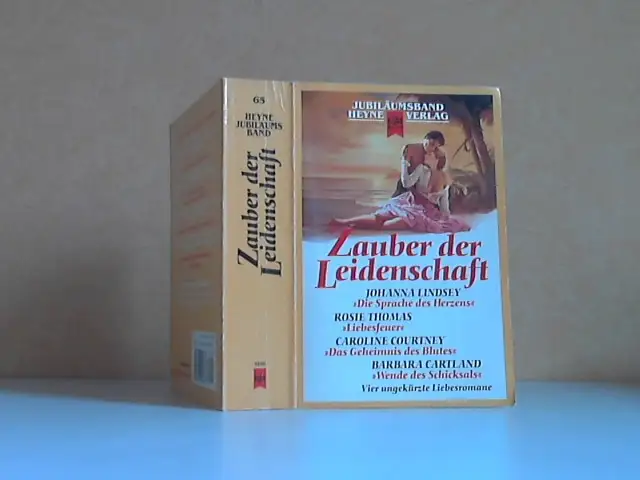 65
HEYNE
JUBILÄUMS
BAND
Zauber der
Leidenschaft
JUBILÄUMSBAND
HEYNE VERLAG
Zauber der
Leidenschaft
JOHANNA LINDSEY
»Die Sprache des Herzens«
ROSIE THOMAS
»Liebesfeuer«
CAROLINE COURTNEY
»Das Geheimnis des Blutes«
BARBARA CARTLAND
»Wende des Schicksals«
Vier ungekürzte Liebesromane